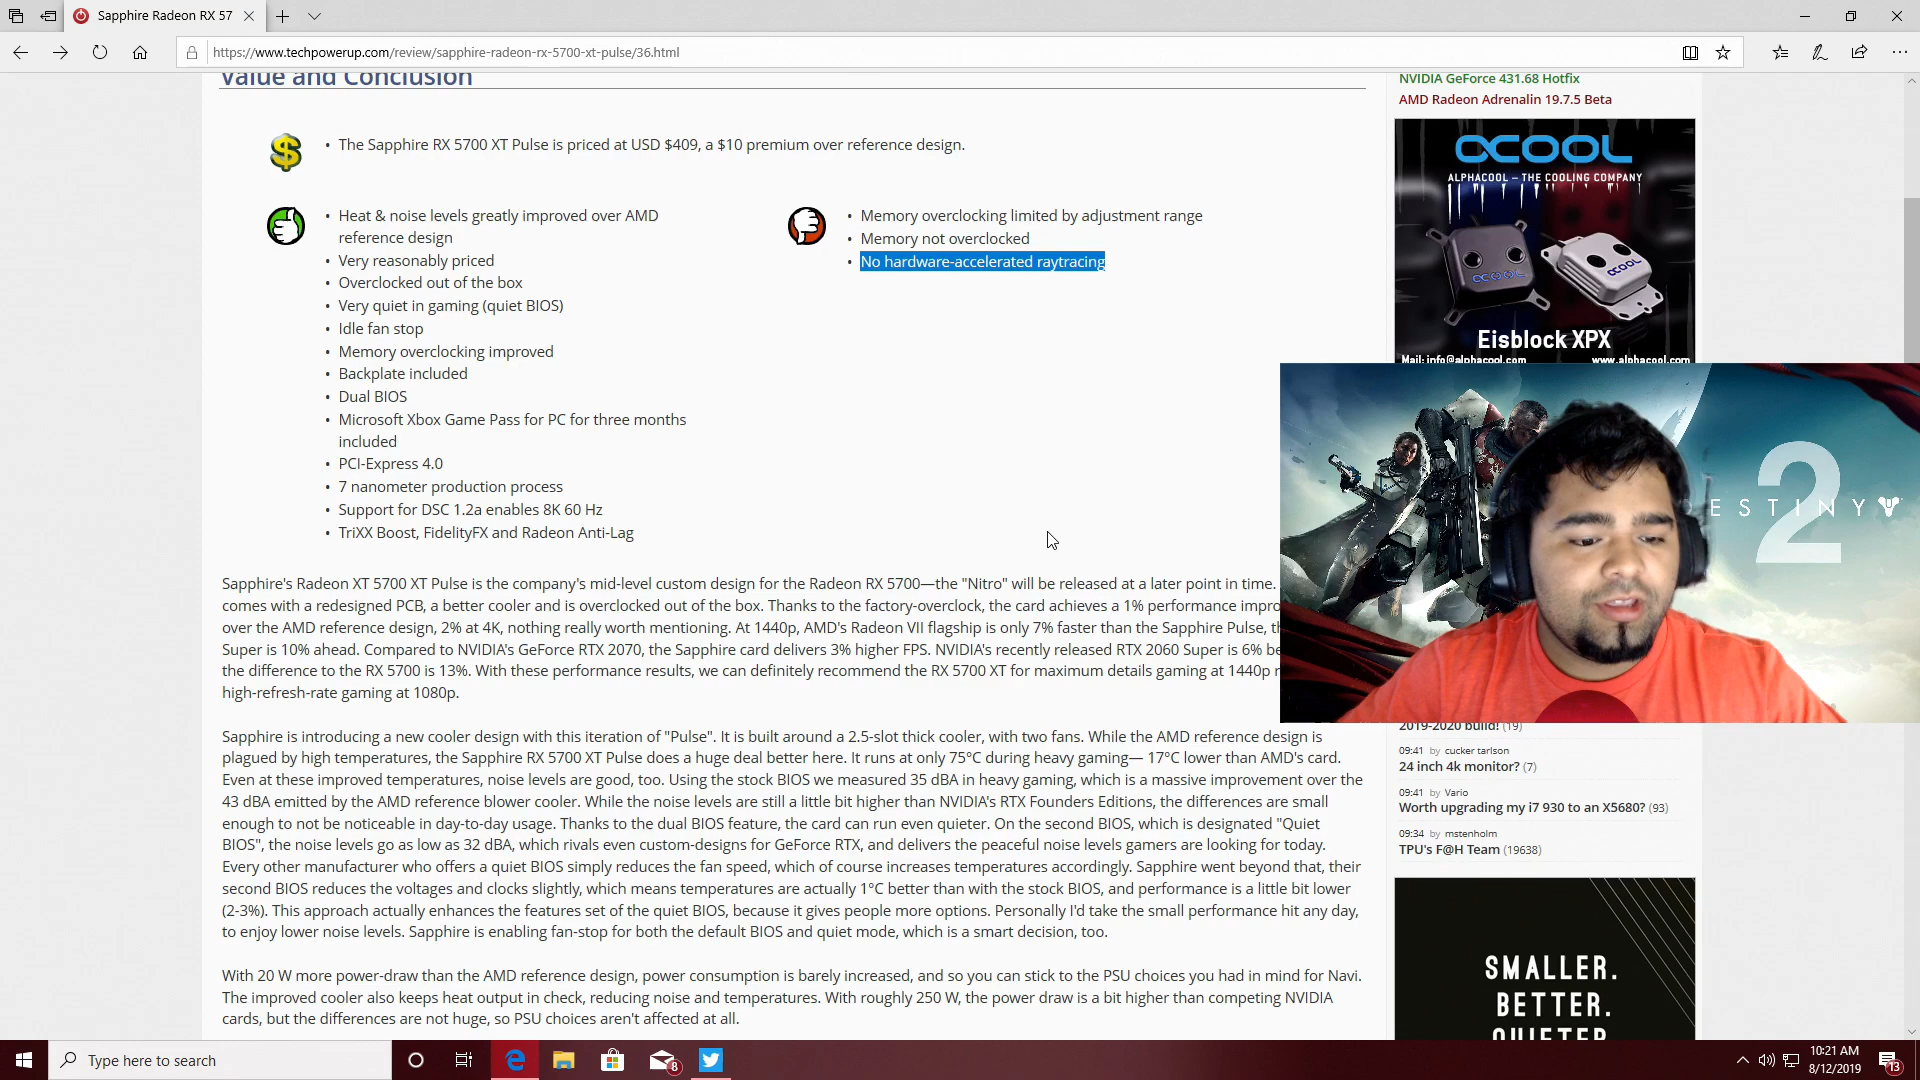 Sapphire Radeon RX 57
https://www.techpowerup.com/review/sapphire-radeon-rx-5700-xt-pulse/36.html
Value and Conclusion
• The Sapphire RX 5700 XT Pulse is priced at USD $409, a $10 premium over reference design.
• Heat & noise levels greatly improved over AMD
reference design
• Very reasonably priced
• Overclocked out of the box
• Very quiet in gaming (quiet BIOS)
• Idle fan stop
• Memory overclocking improved
• Backplate included
• Dual BIOS
• Microsoft Xbox Game Pass for PC for three months
included
• PCI-Express 4.0
• 7 nanometer production process
• Support for DSC 1.2a enables 8K 60 Hz
• TriXX Boost, FidelityFX and Radeon Anti-Lag
• Memory overclocking limited by adjustment range
• Memory not overclocked
• No hardware-accelerated raytracing
Sapphire's Radeon XT 5700 XT Pulse is the company's mid-level custom design for the Radeon RX 5700—the "Nitro" will be released at a later point in time.
comes with a redesigned PCB, a better cooler and is overclocked out of the box. Thanks to the factory-overclock, the card achieves a 1% performance impro
over the AMD reference design, 2% at 4K, nothing really worth mentioning. At 1440p, AMD's Radeon VII flagship is only 7% faster than the Sapphire Pulse, th
Super is 10% ahead. Compared to NVIDIA's GeForce RTX 2070, the Sapphire card delivers 3% higher FPS. NVIDIA's recently released RTX 2060 Super is 6% be
the difference to the RX 5700 is 13%. With these performance results, we can definitely recommend the RX 5700 XT for maximum details gaming at 1440p
high-refresh-rate gaming at 1080p.
Sapphire is introducing a new cooler design with this iteration of "Pulse". It is built around a 2.5-slot thick cooler, with two fans. While the AMD reference design is
plagued by high temperatures, the Sapphire RX 5700 XT Pulse does a huge deal better here. It runs at only 75°C during heavy gaming— 17°C lower than AMD's card.
Even at these improved temperatures, noise levels are good, too. Using the stock BIOS we measured 35 dBA in heavy gaming, which is a massive improvement over the
43 dBA emitted by the AMD reference blower cooler. While the noise levels are still a little bit higher than NVIDIA's RTX Founders Editions, the differences are small
enough to not be noticeable in day-to-day usage. Thanks to the dual BIOS feature, the card can run even quieter. On the second BIOS, which is designated "Quiet
BIOS", the noise levels go as low as 32 dBA, which rivals even custom-designs for GeForce RTX, and delivers the peaceful noise levels gamers are looking for today.
Every other manufacturer who offers a quiet BIOS simply reduces the fan speed, which of course increases temperatures accordingly. Sapphire went beyond that, their
second BIOS reduces the voltages and clocks slightly, which means temperatures are actually 1°C better than with the stock BIOS, and performance is a little bit lower
(2-3%). This approach actually enhances the features set of the quiet BIOS, because it gives people more options. Personally I'd take the small performance hit any day,
to enjoy lower noise levels. Sapphire is enabling fan-stop for both the default BIOS and quiet mode, which is a smart decision, too.
With 20 W more power-draw than the AMD reference design, power consumption is barely increased, and so you can stick to the PSU choices you had in mind for Navi.
The improved cooler also keeps heat output in check, reducing noise and temperatures. With roughly 250 W, the power draw is a bit higher than competing NVIDIA
cards, but the differences are not huge, so PSU choices aren't affected at all.
NVIDIA GeForce 431.68 Hotfix
AMD Radeon Adrenalin 19.7.5 Beta
ALPHACOOL
ALPHACOOL – THE COOLING COMPANY
Eisblock XPX
Mail: info@alphacool.com www.alphacool.com
DESTINY
2
2019-2020 build! (19)
09:41 by cucker tarlson
24 inch 4k monitor? (7)
09:41 by Vario
Worth upgrading my i7 930 to an X5680? (93)
09:34 by mstenholm
TPU's F@H Team (19638)
SMALLER.
BETTER.
QUIETER
Type here to search
8
10:21 AM
8/12/2019
13